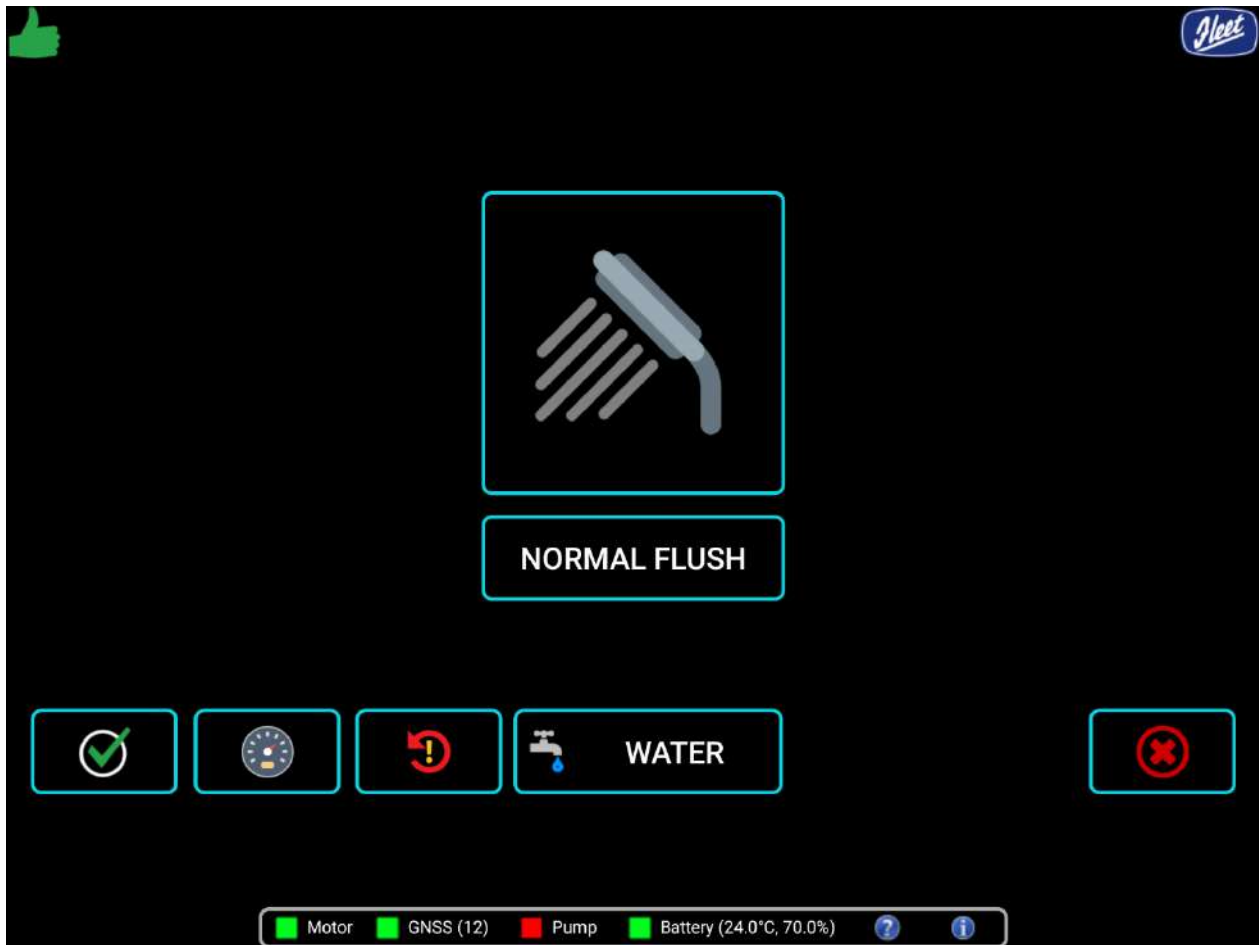 Fleet
NORMAL FLUSH
WATER
Motor GNSS (12) Pump Battery (24.0°C, 70.0%) ? i